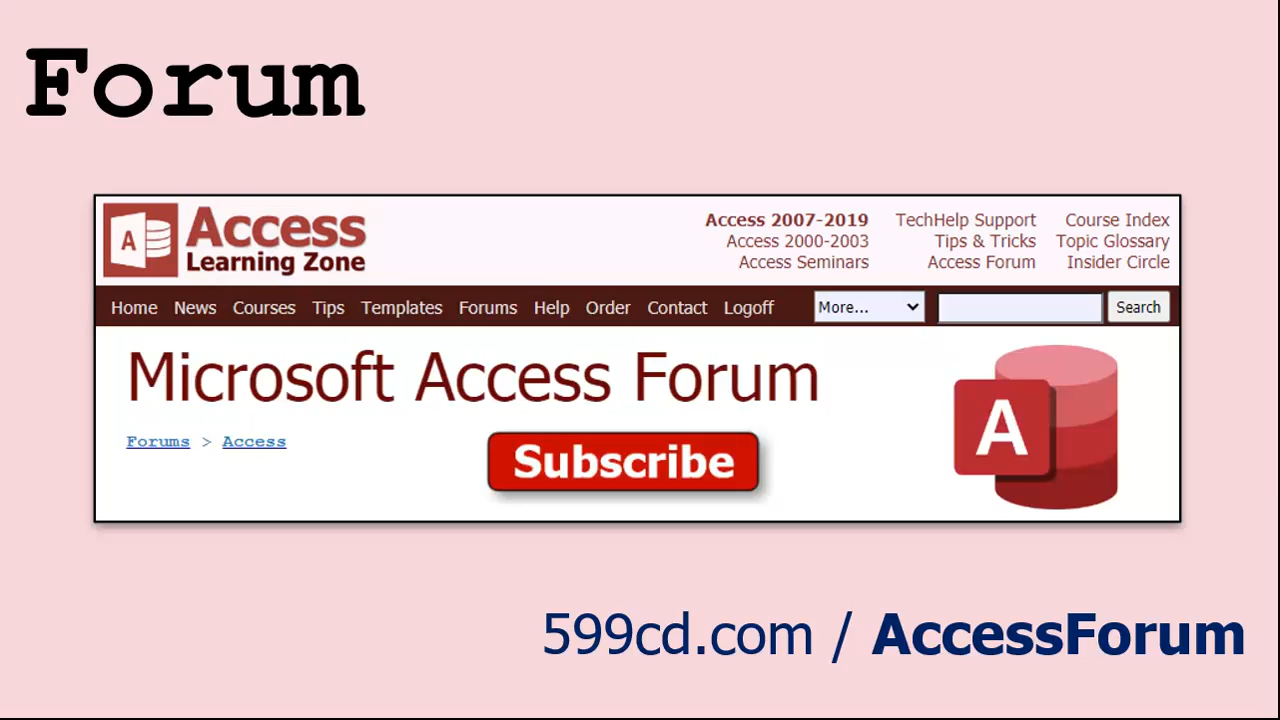 Forum
A Access
Learning Zone
Access 2007-2019 TechHelp Support Course Index
Access 2000-2003 Tips & Tricks Topic Glossary
Access Seminars Access Forum Insider Circle
Home News Courses Tips Templates Forums Help Order Contact Logoff More... Search
Microsoft Access Forum
A
Forums > Access
Subscribe
599cd.com / AccessForum